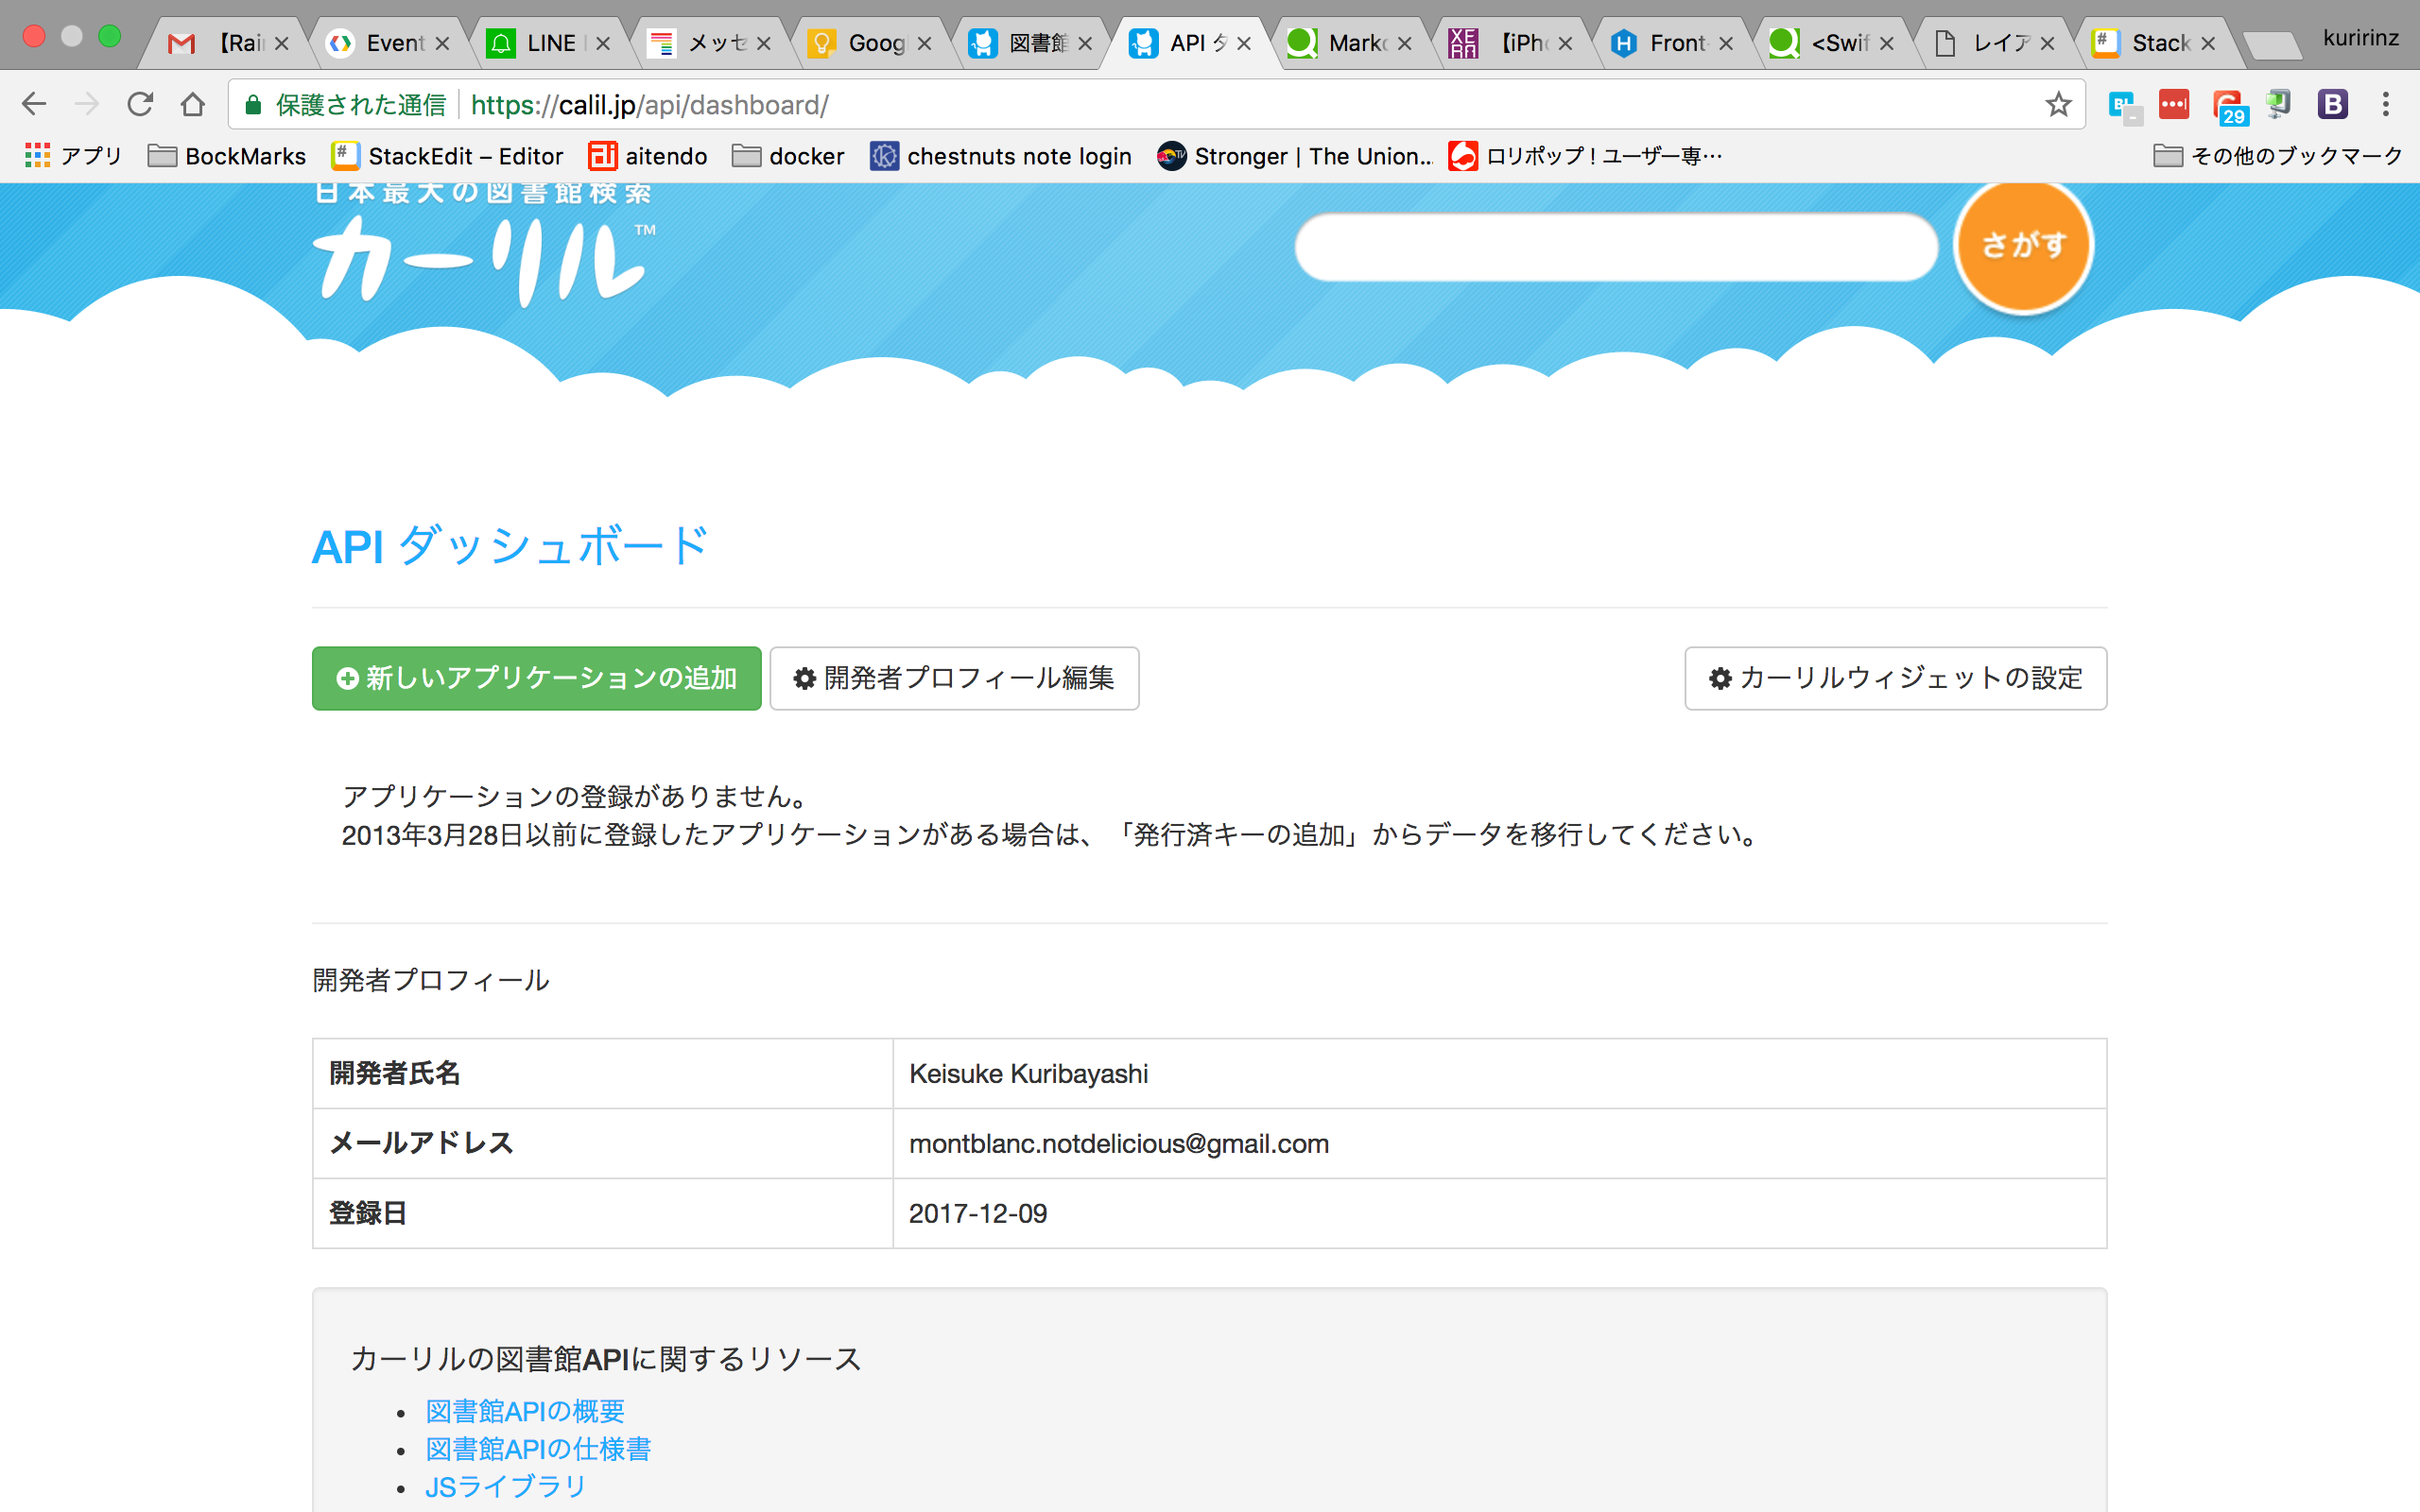 【Rai
Event
LINE
メッセ
Goog
図書館
API ダ
Mark
【iPh
Front
<Swif
レイア
Stack
kuririnz
保護された通信 https://calil.jp/api/dashboard/
29
アプリ BockMarks StackEdit – Editor aitendo docker chestnuts note login Stronger | The Union... ロリポップ！ユーザー専… その他のブックマーク
日本最大の図書館検索
カーリル™
さがす
API ダッシュボード
新しいアプリケーションの追加 開発者プロフィール編集 カーリルウィジェットの設定
アプリケーションの登録がありません。
2013年3月28日以前に登録したアプリケーションがある場合は、「発行済キーの追加」からデータを移行してください。
開発者プロフィール
開発者氏名 Keisuke Kuribayashi
メールアドレス montblanc.notdelicious@gmail.com
登録日 2017-12-09
カーリルの図書館APIに関するリソース
• 図書館APIの概要
• 図書館APIの仕様書
• JSライブラリ